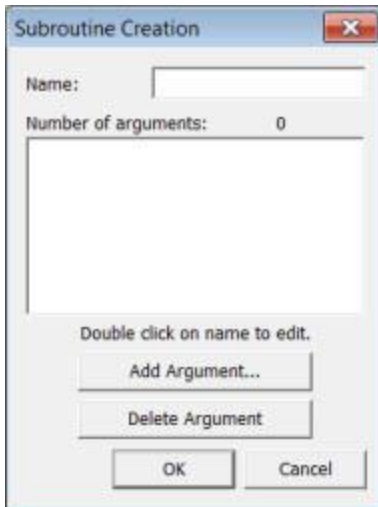 Subroutine Creation
Name:
Number of arguments: 0
Double click on name to edit.
Add Argument...
Delete Argument
OK Cancel